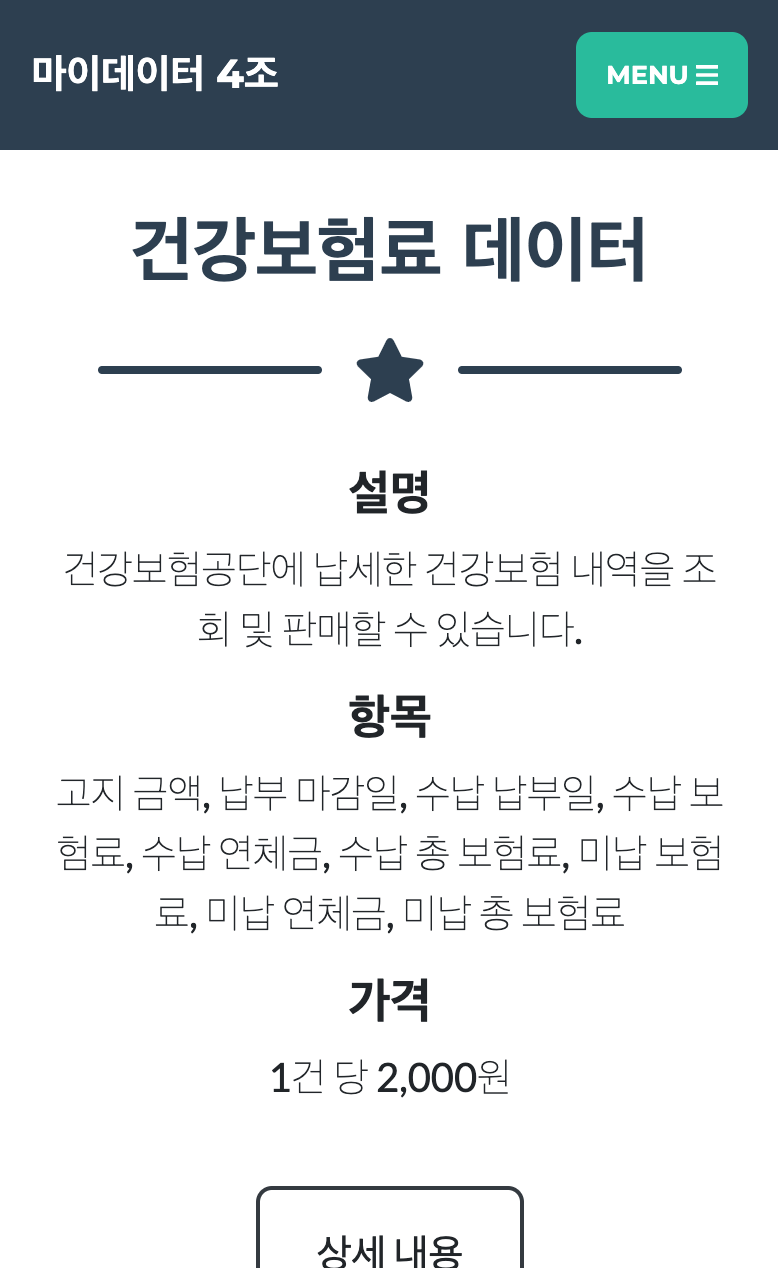 마이데이터 4조
MENU
건강보험료 데이터
설명
건강보험공단에 납세한 건강보험 내역을 조
회 및 판매할 수 있습니다.
항목
고지 금액, 납부 마감일, 수납 납부일, 수납 보
험료, 수납 연체금, 수납 총 보험료, 미납 보험
료, 미납 연체금, 미납 총 보험료
가격
1건 당 2,000원
상세 내용